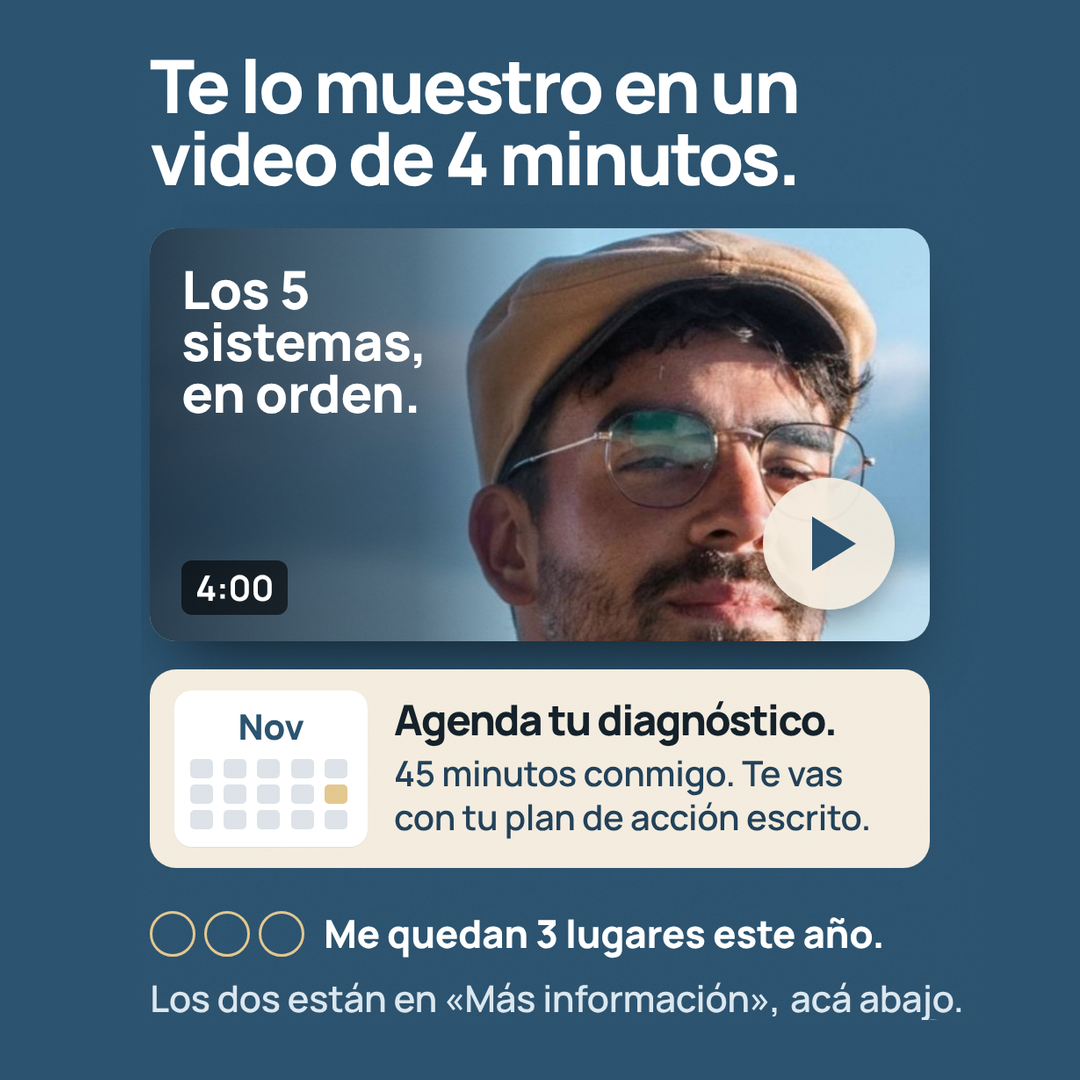 Te lo muestro en un
video de 4 minutos.
Los 5
sistemas,
en orden.
4:00
Nov
Agenda tu diagnóstico.
45 minutos conmigo. Te vas
con tu plan de acción escrito.
Me quedan 3 lugares este año.
Los dos están en «Más información», acá abajo.